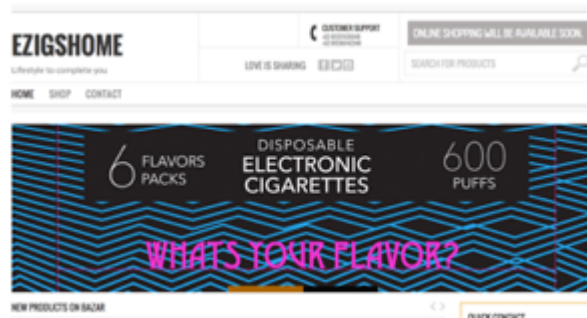 EZIGSHOME
Lifestyle to complete you
CUSTOMER SUPPORT
ONLINE SHOPPING WILL BE AVAILABLE SOON.
LOVE IS SHARING
SEARCH FOR PRODUCTS
HOME SHOP CONTACT
6 FLAVORS PACKS
DISPOSABLE
ELECTRONIC
CIGARETTES
600
PUFFS
WHATS YOUR FLAVOR?
NEW PRODUCTS ON BAZAR
QUICK CONTACT